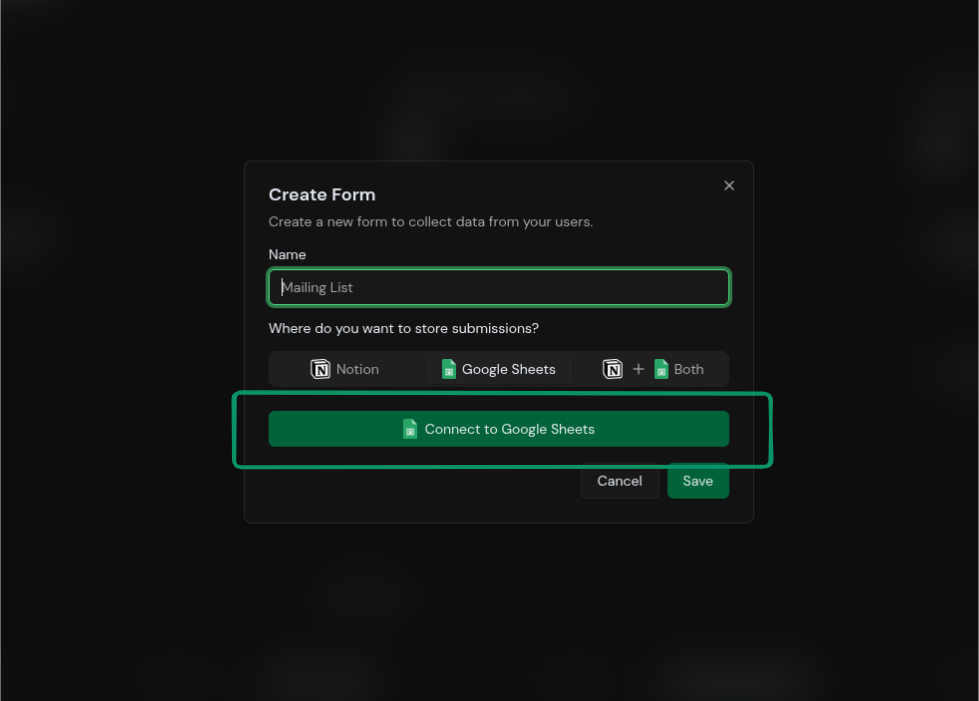 Create Form
Create a new form to collect data from your users.
Name
Mailing List
Where do you want to store submissions?
Notion Google Sheets + Both
Connect to Google Sheets
Cancel Save